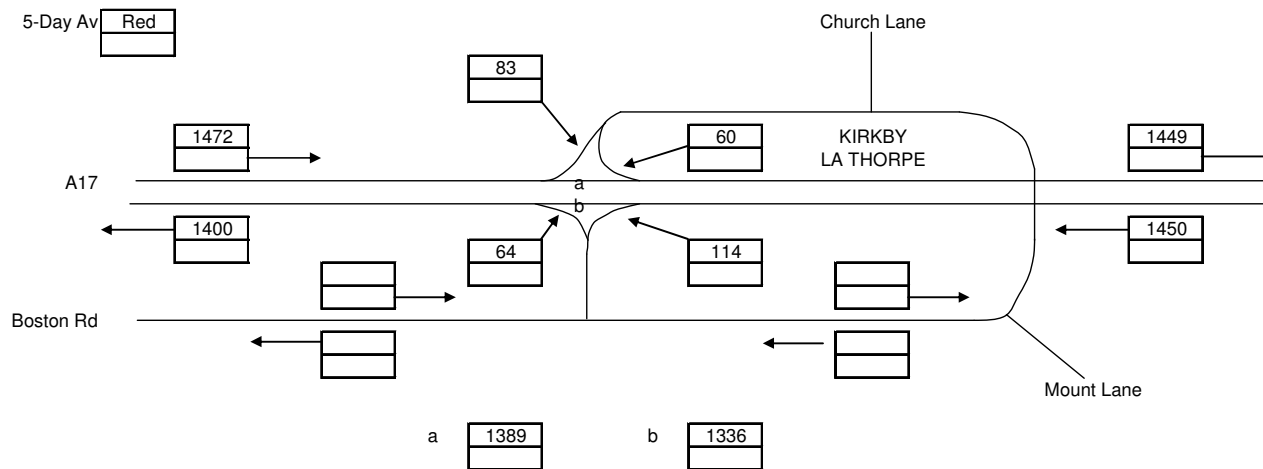 5-Day Av Red
Church Lane
83
1472
60
KIRKBY
LA THORPE
1449
A17
a
b
1400
64
114
1450
Boston Rd
Mount Lane
a 1389 b 1336